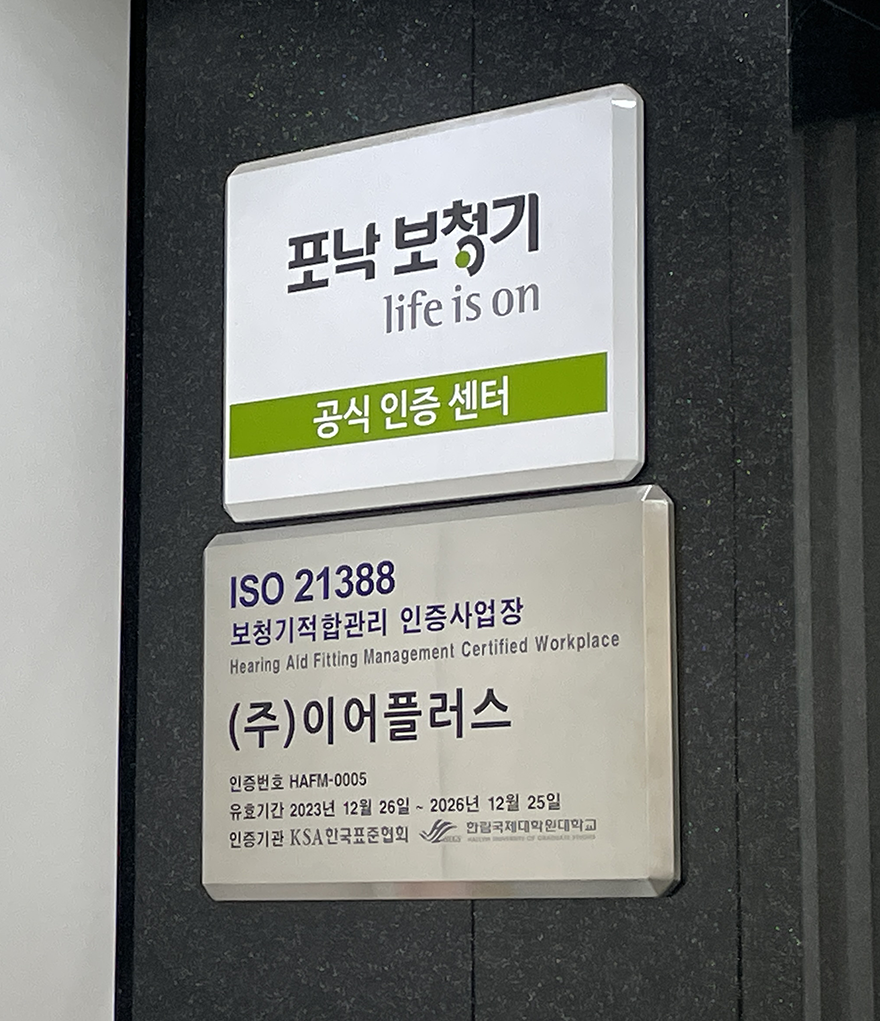 포낙 보청기
life is on
공식 인증 센터
ISO 21388
보청기적합관리 인증사업장
Hearing Aid Fitting Management Certified Workplace
(주)이어플러스
인증번호 HAFM-0005
유효기간 2023년 12월 26일 ~ 2026년 12월 25일
인증기관 KSA한국표준협회 한림국제대학원대학교